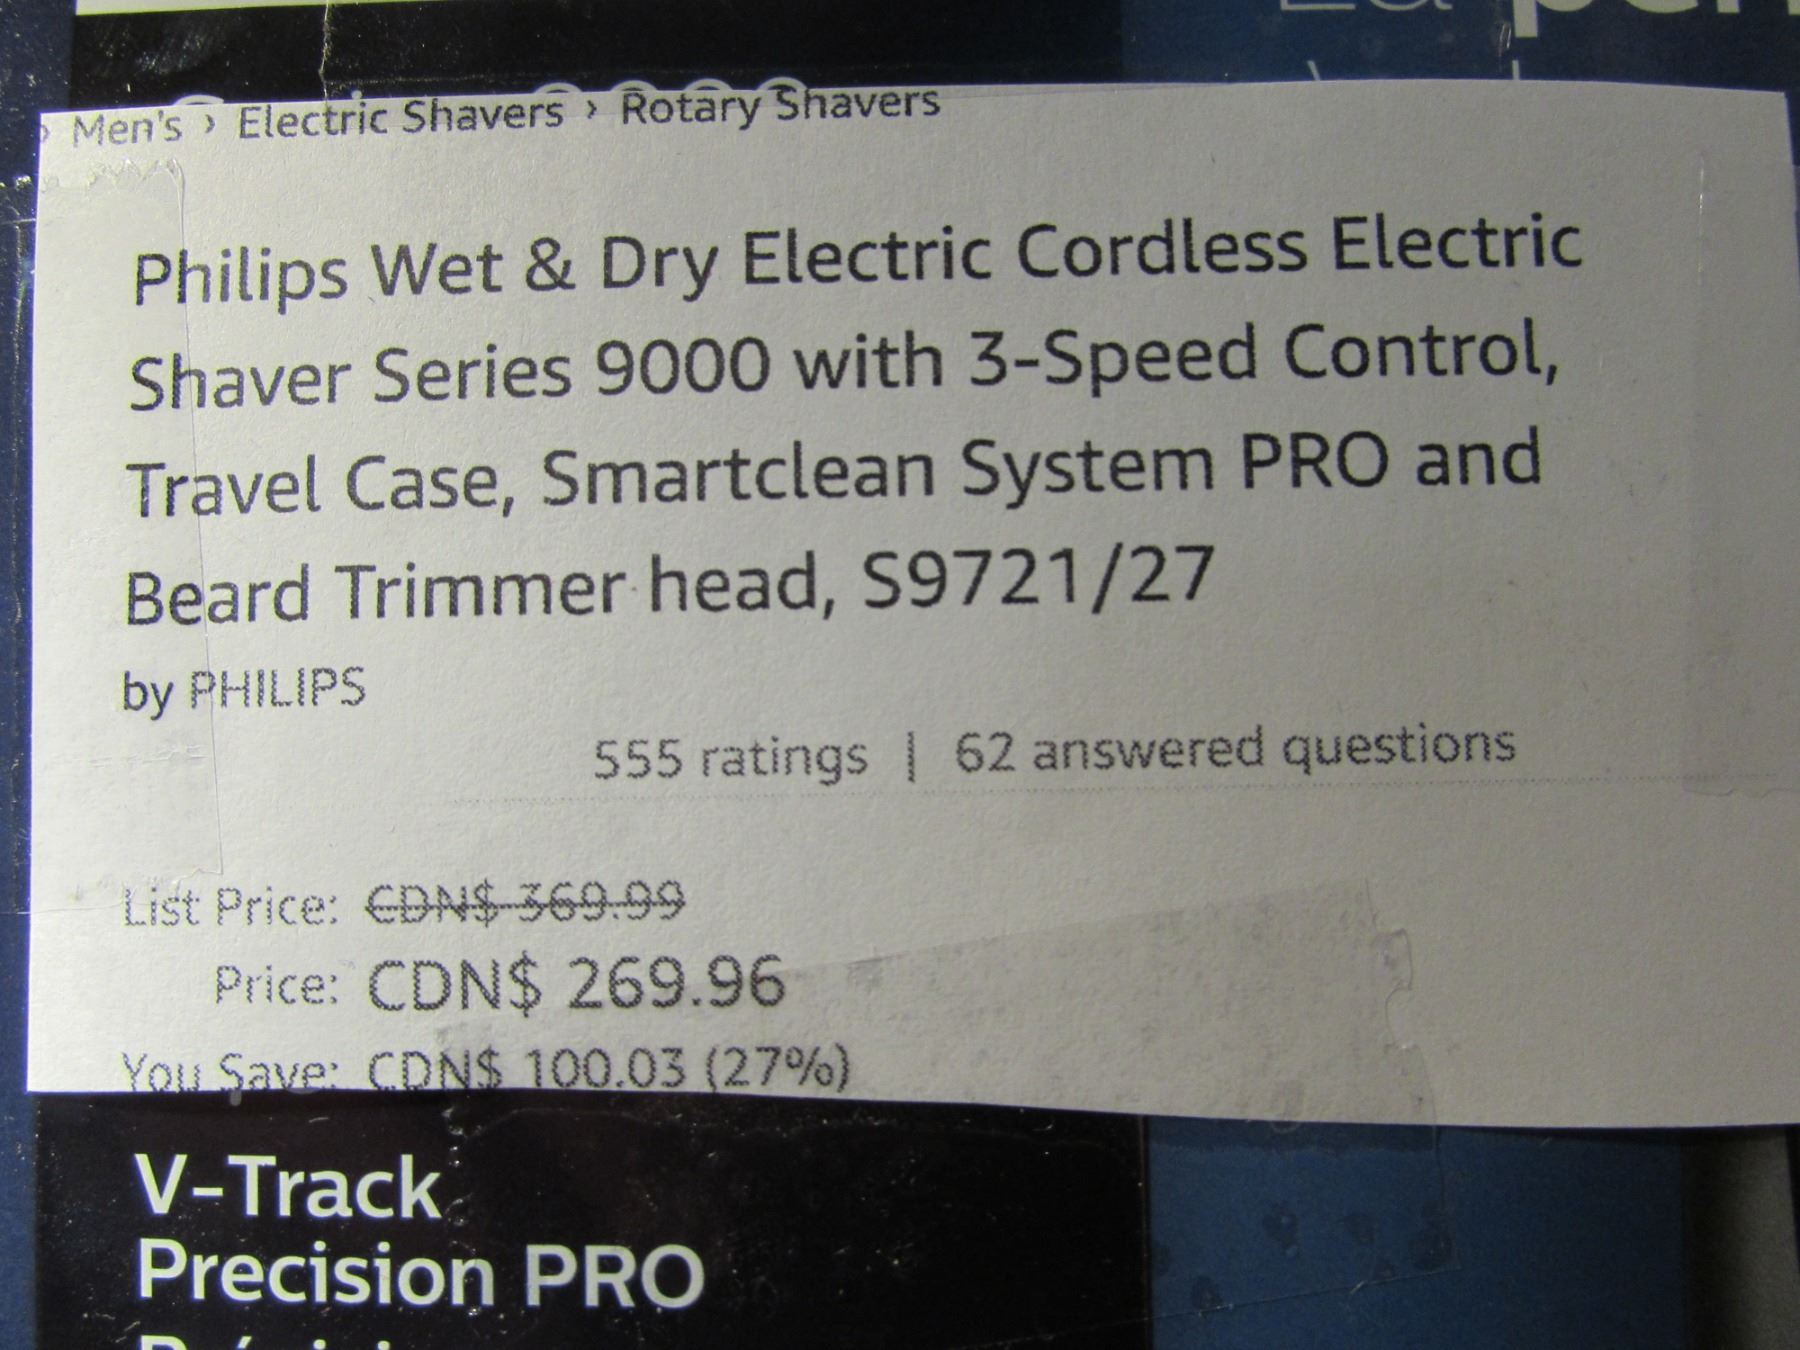 › Men's › Electric Shavers › Rotary Shavers
Philips Wet & Dry Electric Cordless Electric
Shaver Series 9000 with 3-Speed Control,
Travel Case, Smartclean System PRO and
Beard Trimmer head, S9721/27
by PHILIPS
555 ratings | 62 answered questions
List Price: CDN$ 369.99
Price: CDN$ 269.96
You Save: CDN$ 100.03 (27%)
V-Track
Precision PRO